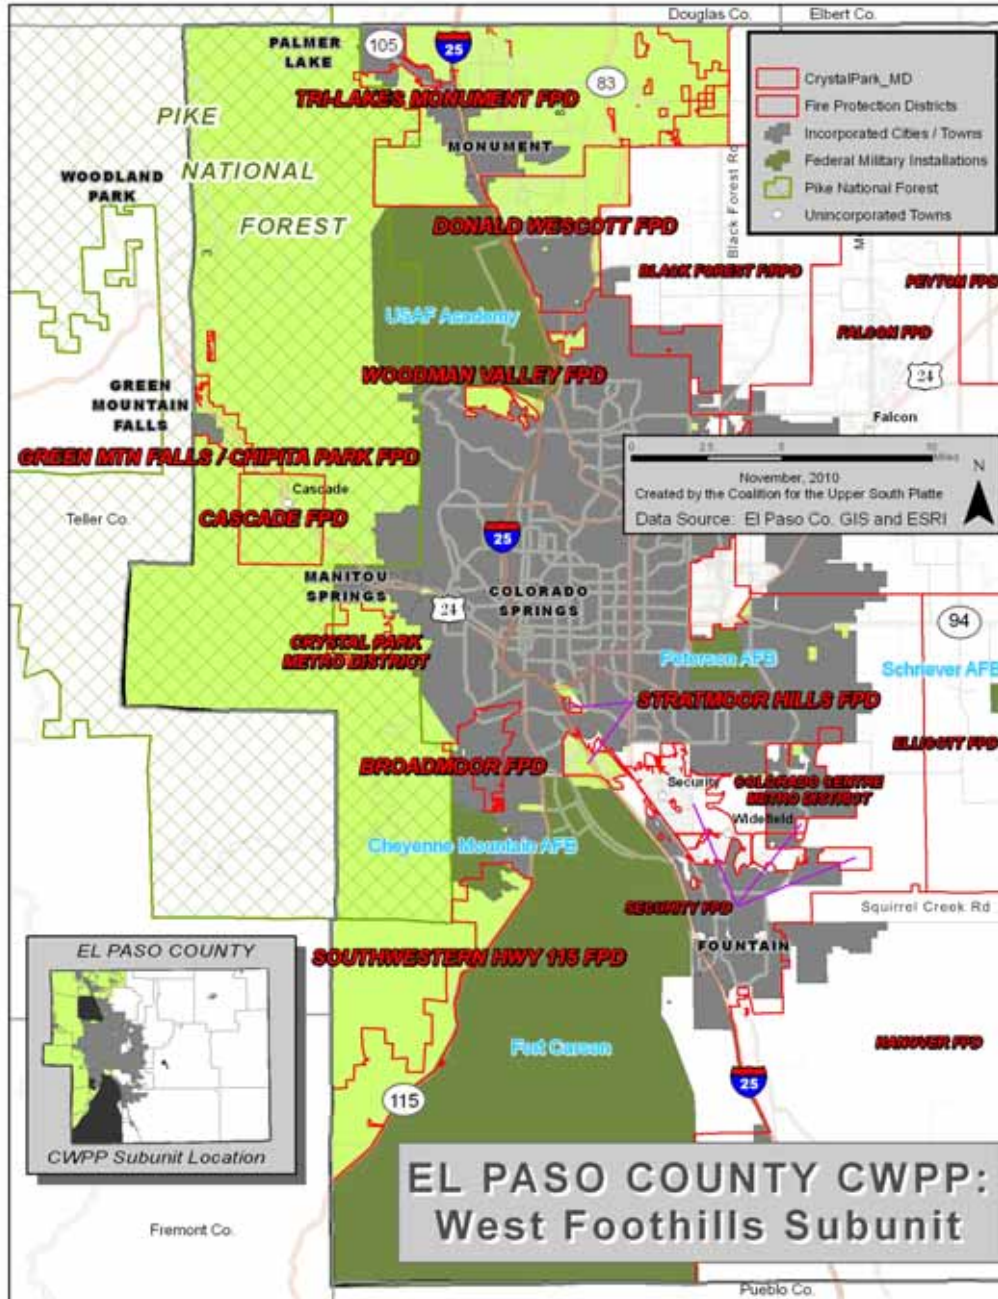 Douglas Co.
Elbert Co.
PALMER
LAKE
105
25
83
TRI-LAKES MONUMENT FPD
CrystalPark_MD
Fire Protection Districts
Incorporated Cities / Towns
Federal Military Installations
Pike National Forest
Unincorporated Towns
PIKE
NATIONAL
FOREST
MONUMENT
WOODLAND
PARK
Black Forest Rd
DONALD WESCOTT FPD
BLACK FOREST F/RPD
PEYTON FPD
USAF Academy
FALCON FPD
24
WOODMAN VALLEY FPD
GREEN
MOUNTAIN
FALLS
Falcon
GREEN MTN FALLS / CHIPITA PARK FPD
0
2.5
5
10
Miles
November, 2010
Created by the Coalition for the Upper South Platte
Data Source: El Paso Co. GIS and ESRI
N
Cascade
CASCADE FPD
Teller Co.
25
MANITOU
SPRINGS
24
COLORADO
SPRINGS
94
CRYSTAL PARK
METRO DISTRICT
Peterson AFB
Schriever AFB
STRATMOOR HILLS FPD
ELLICOTT FPD
BROADMOOR FPD
Security
COLORADO CENTRE
METRO DISTRICT
Widefield
Cheyenne Mountain AFB
SECURITY FPD
Squirrel Creek Rd
FOUNTAIN
EL PASO COUNTY
CWPP Subunit Location
SOUTHWESTERN HWY 115 FPD
Fort Carson
HANOVER FPD
25
115
EL PASO COUNTY CWPP:
West Foothills Subunit
Fremont Co.
Pueblo Co.